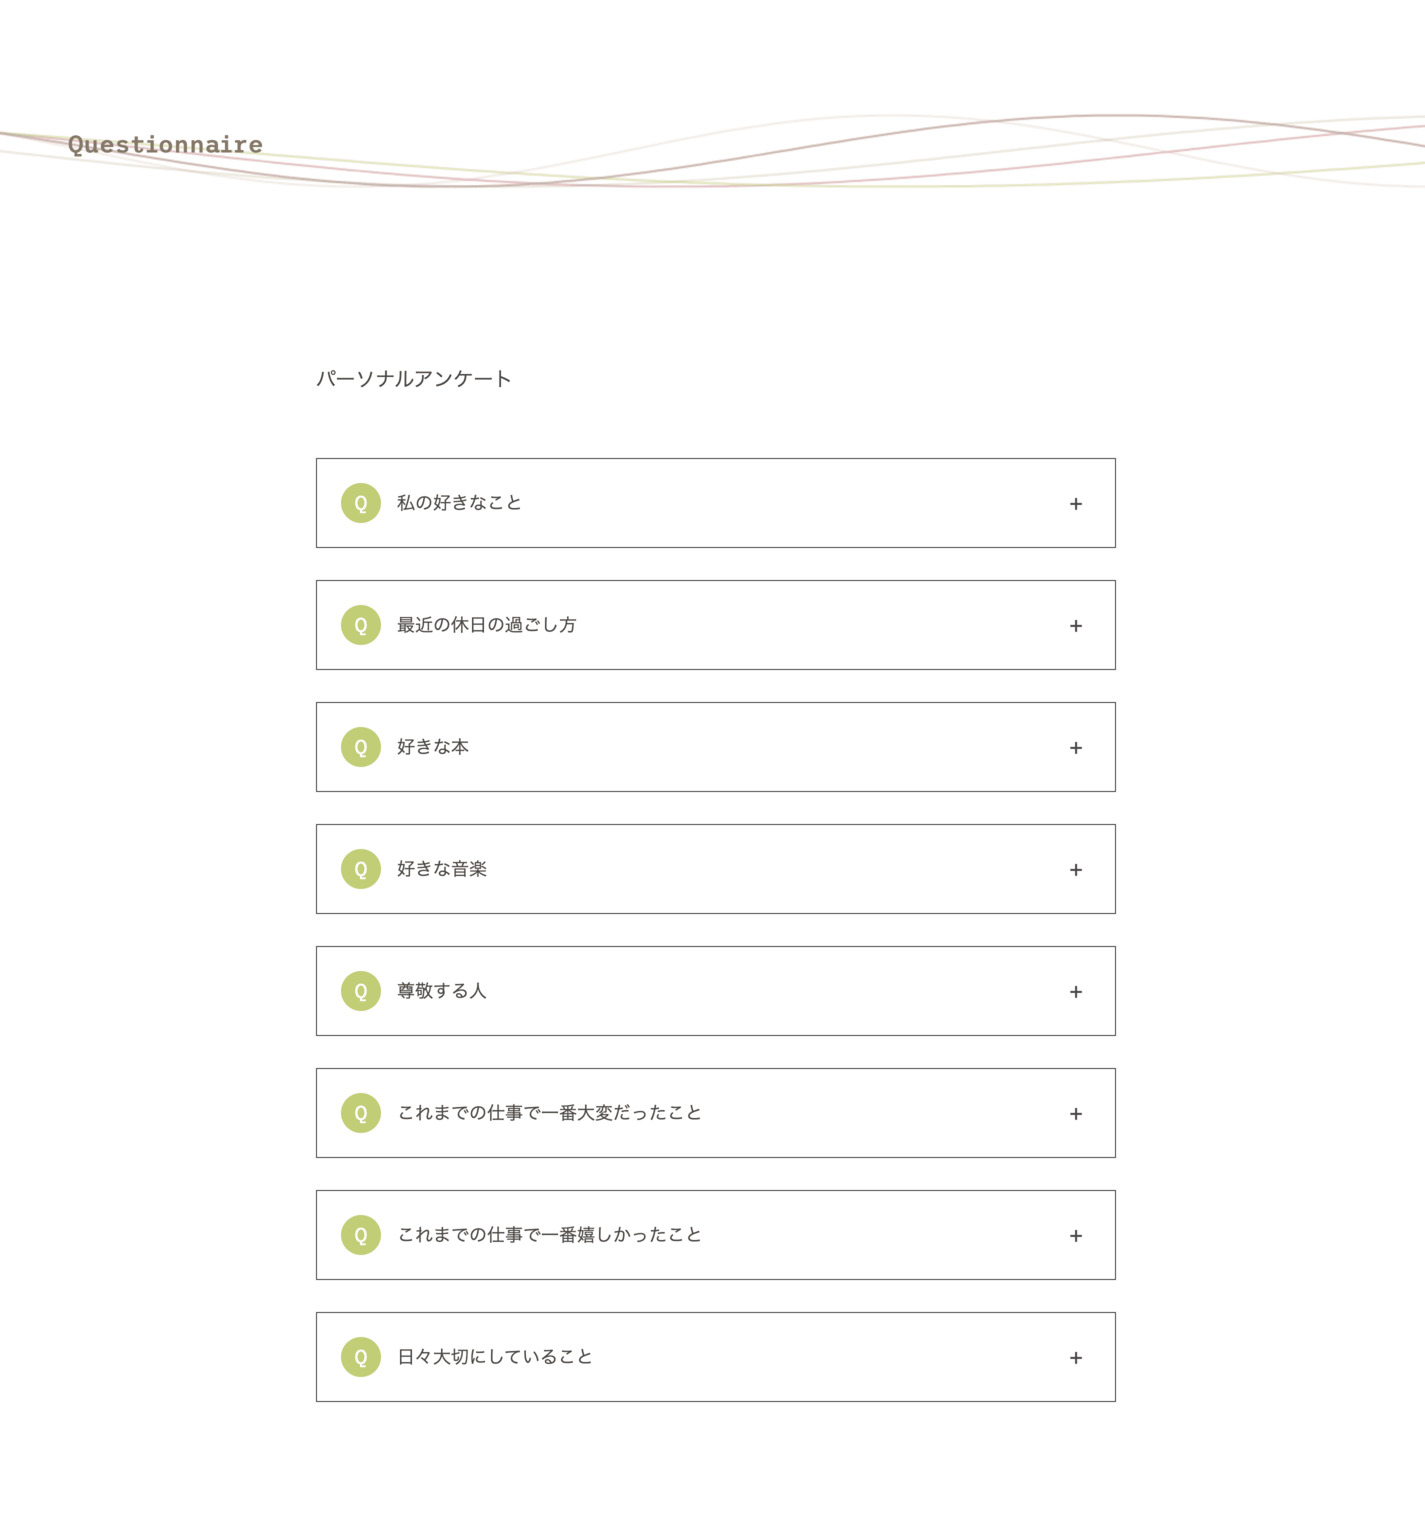 Questionnaire
パーソナルアンケート
Q 私の好きなこと +
Q 最近の休日の過ごし方 +
Q 好きな本 +
Q 好きな音楽 +
Q 尊敬する人 +
Q これまでの仕事で一番大変だったこと +
Q これまでの仕事で一番嬉しかったこと +
Q 日々大切にしていること +